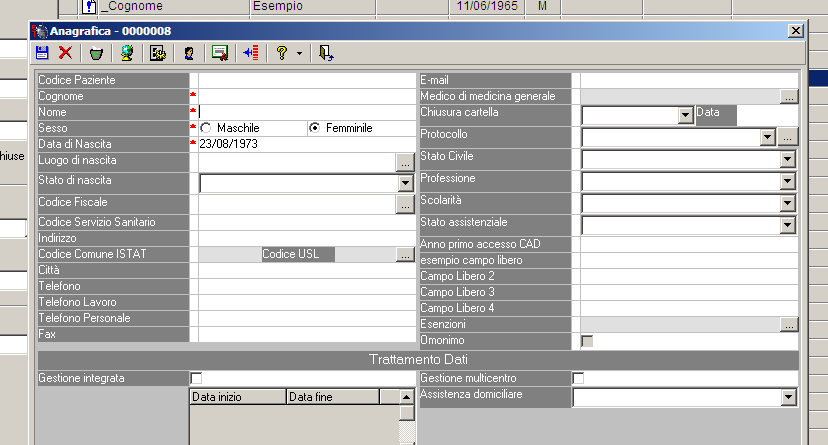 _Cognome Esempio 11/06/1965 M
Anagrafica - 0000008
Codice Paziente
Cognome *
Nome *
Sesso * Maschile Femminile
Data di Nascita * 23/08/1973
Luogo di nascita ...
Stato di nascita
Codice Fiscale ...
Codice Servizio Sanitario
Indirizzo
Codice Comune ISTAT Codice USL ...
Città
Telefono
Telefono Lavoro
Telefono Personale
Fax
E-mail
Medico di medicina generale ...
Chiusura cartella Data
Protocollo ...
Stato Civile
Professione
Scolarità
Stato assistenziale
Anno primo accesso CAD
esempio campo libero
Campo Libero 2
Campo Libero 3
Campo Libero 4
Esenzioni ...
Omonimo
Trattamento Dati
Gestione integrata
Data inizio Data fine
Gestione multicentro
Assistenza domiciliare